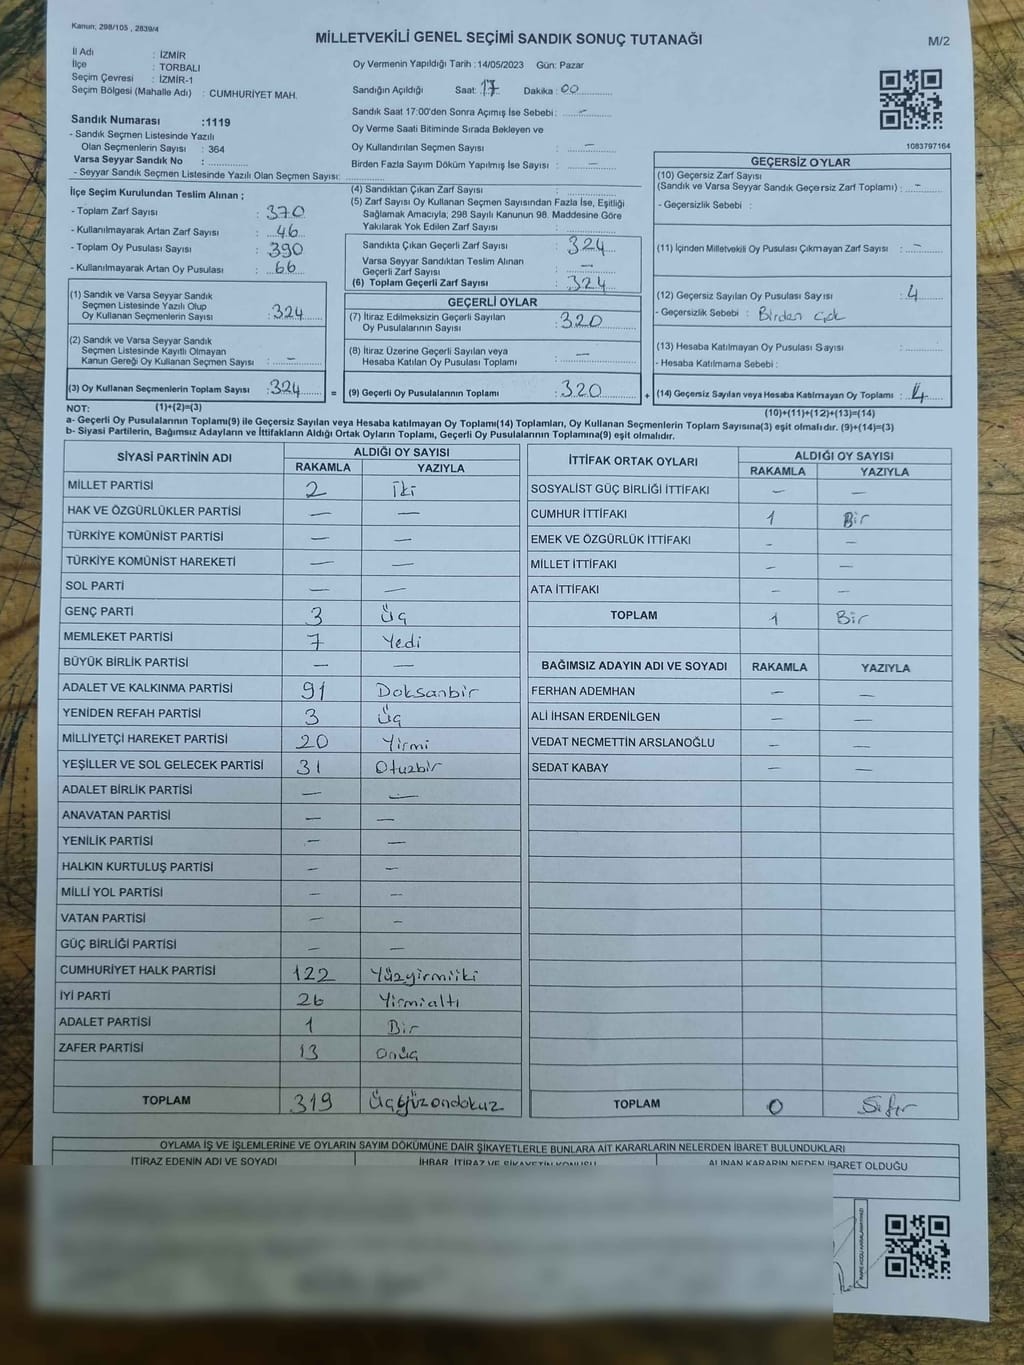 Kanun; 298/105 , 2839/4
MİLLETVEKİLİ GENEL SEÇİMİ SANDIK SONUÇ TUTANAĞI
M/2
İl Adı : İZMİR
İlçe : TORBALI
Seçim Çevresi : İZMİR-1
Seçim Bölgesi (Mahalle Adı) : CUMHURİYET MAH.
Oy Vermenin Yapıldığı Tarih : 14/05/2023 Gün: Pazar
Sandığın Açıldığı Saat: 17 Dakika : 00
Sandık Saat 17:00'den Sonra Açımış İse Sebebi : –
Oy Verme Saati Bitiminde Sırada Bekleyen ve
Oy Kullandırılan Seçmen Sayısı : –
Birden Fazla Sayım Döküm Yapılmış İse Sayısı : –
1083797164
Sandık Numarası :1119
- Sandık Seçmen Listesinde Yazılı
Olan Seçmenlerin Sayısı : 364
Varsa Seyyar Sandık No : ..............
- Seyyar Sandık Seçmen Listesinde Yazılı Olan Seçmen Sayısı: ..............
İlçe Seçim Kurulundan Teslim Alınan ;
- Toplam Zarf Sayısı : 370
- Kullanılmayarak Artan Zarf Sayısı : 46
- Toplam Oy Pusulası Sayısı : 390
- Kullanılmayarak Artan Oy Pusulası : 66
(1) Sandık ve Varsa Seyyar Sandık
Seçmen Listesinde Yazılı Olup
Oy Kullanan Seçmenlerin Sayısı : 324
(2) Sandık ve Varsa Seyyar Sandık
Seçmen Listesinde Kayıtlı Olmayan
Kanun Gereği Oy Kullanan Seçmen Sayısı : –
(3) Oy Kullanan Seçmenlerin Toplam Sayısı : 324
(1)+(2)=(3)
(4) Sandıktan Çıkan Zarf Sayısı : ..............
(5) Zarf Sayısı Oy Kullanan Seçmen Sayısından Fazla İse, Eşitliği
Sağlamak Amacıyla, 298 Sayılı Kanunun 98. Maddesine Göre
Yakılarak Yok Edilen Zarf Sayısı : ..............
Sandıkta Çıkan Geçerli Zarf Sayısı : 324
Varsa Seyyar Sandıktan Teslim Alınan
Geçerli Zarf Sayısı : –
(6) Toplam Geçerli Zarf Sayısı : 324
GEÇERLİ OYLAR
(7) İtiraz Edilmeksizin Geçerli Sayılan
Oy Pusulalarının Sayısı : 320
(8) İtiraz Üzerine Geçerli Sayılan veya
Hesaba Katılan Oy Pusulası Toplamı : –
= (9) Geçerli Oy Pusulalarının Toplamı : 320
GEÇERSİZ OYLAR
(10) Geçersiz Zarf Sayısı
(Sandık ve Varsa Seyyar Sandık Geçersiz Zarf Toplamı) : –
- Geçersizlik Sebebi :
(11) İçinden Milletvekili Oy Pusulası Çıkmayan Zarf Sayısı : –
(12) Geçersiz Sayılan Oy Pusulası Sayısı : 4
- Geçersizlik Sebebi : Birden çok
(13) Hesaba Katılmayan Oy Pusulası Sayısı : ..............
- Hesaba Katılmama Sebebi :
+ (14) Geçersiz Sayılan veya Hesaba Katılmayan Oy Toplamı : 4
(10)+(11)+(12)+(13)=(14)
NOT:
a- Geçerli Oy Pusulalarının Toplamı(9) ile Geçersiz Sayılan veya Hesaba katılmayan Oy Toplamı(14) Toplamları, Oy Kullanan Seçmenlerin Toplam Sayısına(3) eşit olmalıdır. (9)+(14)=(3)
b- Siyasi Partilerin, Bağımsız Adayların ve İttifakların Aldığı Ortak Oyların Toplamı, Geçerli Oy Pusulalarının Toplamına(9) eşit olmalıdır.
SİYASİ PARTİNİN ADI ALDIĞI OY SAYISI
RAKAMLA YAZIYLA
MİLLET PARTİSİ 2 İki
HAK VE ÖZGÜRLÜKLER PARTİSİ – –
TÜRKİYE KOMÜNİST PARTİSİ – –
TÜRKİYE KOMÜNİST HAREKETİ – –
SOL PARTİ – –
GENÇ PARTİ 3 Üç
MEMLEKET PARTİSİ 7 Yedi
BÜYÜK BİRLİK PARTİSİ – –
ADALET VE KALKINMA PARTİSİ 91 Doksanbir
YENİDEN REFAH PARTİSİ 3 Üç
MİLLİYETÇİ HAREKET PARTİSİ 20 Yirmi
YEŞİLLER VE SOL GELECEK PARTİSİ 31 Otuzbir
ADALET BİRLİK PARTİSİ – –
ANAVATAN PARTİSİ – –
YENİLİK PARTİSİ – –
HALKIN KURTULUŞ PARTİSİ – –
MİLLİ YOL PARTİSİ – –
VATAN PARTİSİ – –
GÜÇ BİRLİĞİ PARTİSİ – –
CUMHURİYET HALK PARTİSİ 122 Yüzyirmiiki
İYİ PARTİ 26 Yirmialtı
ADALET PARTİSİ 1 Bir
ZAFER PARTİSİ 13 onüç
TOPLAM 319 Üçyüzondokuz
İTTİFAK ORTAK OYLARI ALDIĞI OY SAYISI
RAKAMLA YAZIYLA
SOSYALİST GÜÇ BİRLİĞİ İTTİFAKI – –
CUMHUR İTTİFAKI 1 Bir
EMEK VE ÖZGÜRLÜK İTTİFAKI – –
MİLLET İTTİFAKI – –
ATA İTTİFAKI – –
TOPLAM 1 Bir
BAĞIMSIZ ADAYIN ADI VE SOYADI RAKAMLA YAZIYLA
FERHAN ADEMHAN – –
ALİ İHSAN ERDENİLGEN – –
VEDAT NECMETTİN ARSLANOĞLU – –
SEDAT KABAY – –
TOPLAM 0 Sıfır
OYLAMA İŞ VE İŞLEMLERİNE VE OYLARIN SAYIM DÖKÜMÜNE DAİR ŞİKAYETLERLE BUNLARA AİT KARARLARIN NELERDEN İBARET BULUNDUKLARI
İTİRAZ EDENİN ADI VE SOYADI İHBAR, İTİRAZ VE ŞİKAYETİN KONUSU ALINAN KARARIN NEDEN İBARET OLDUĞU